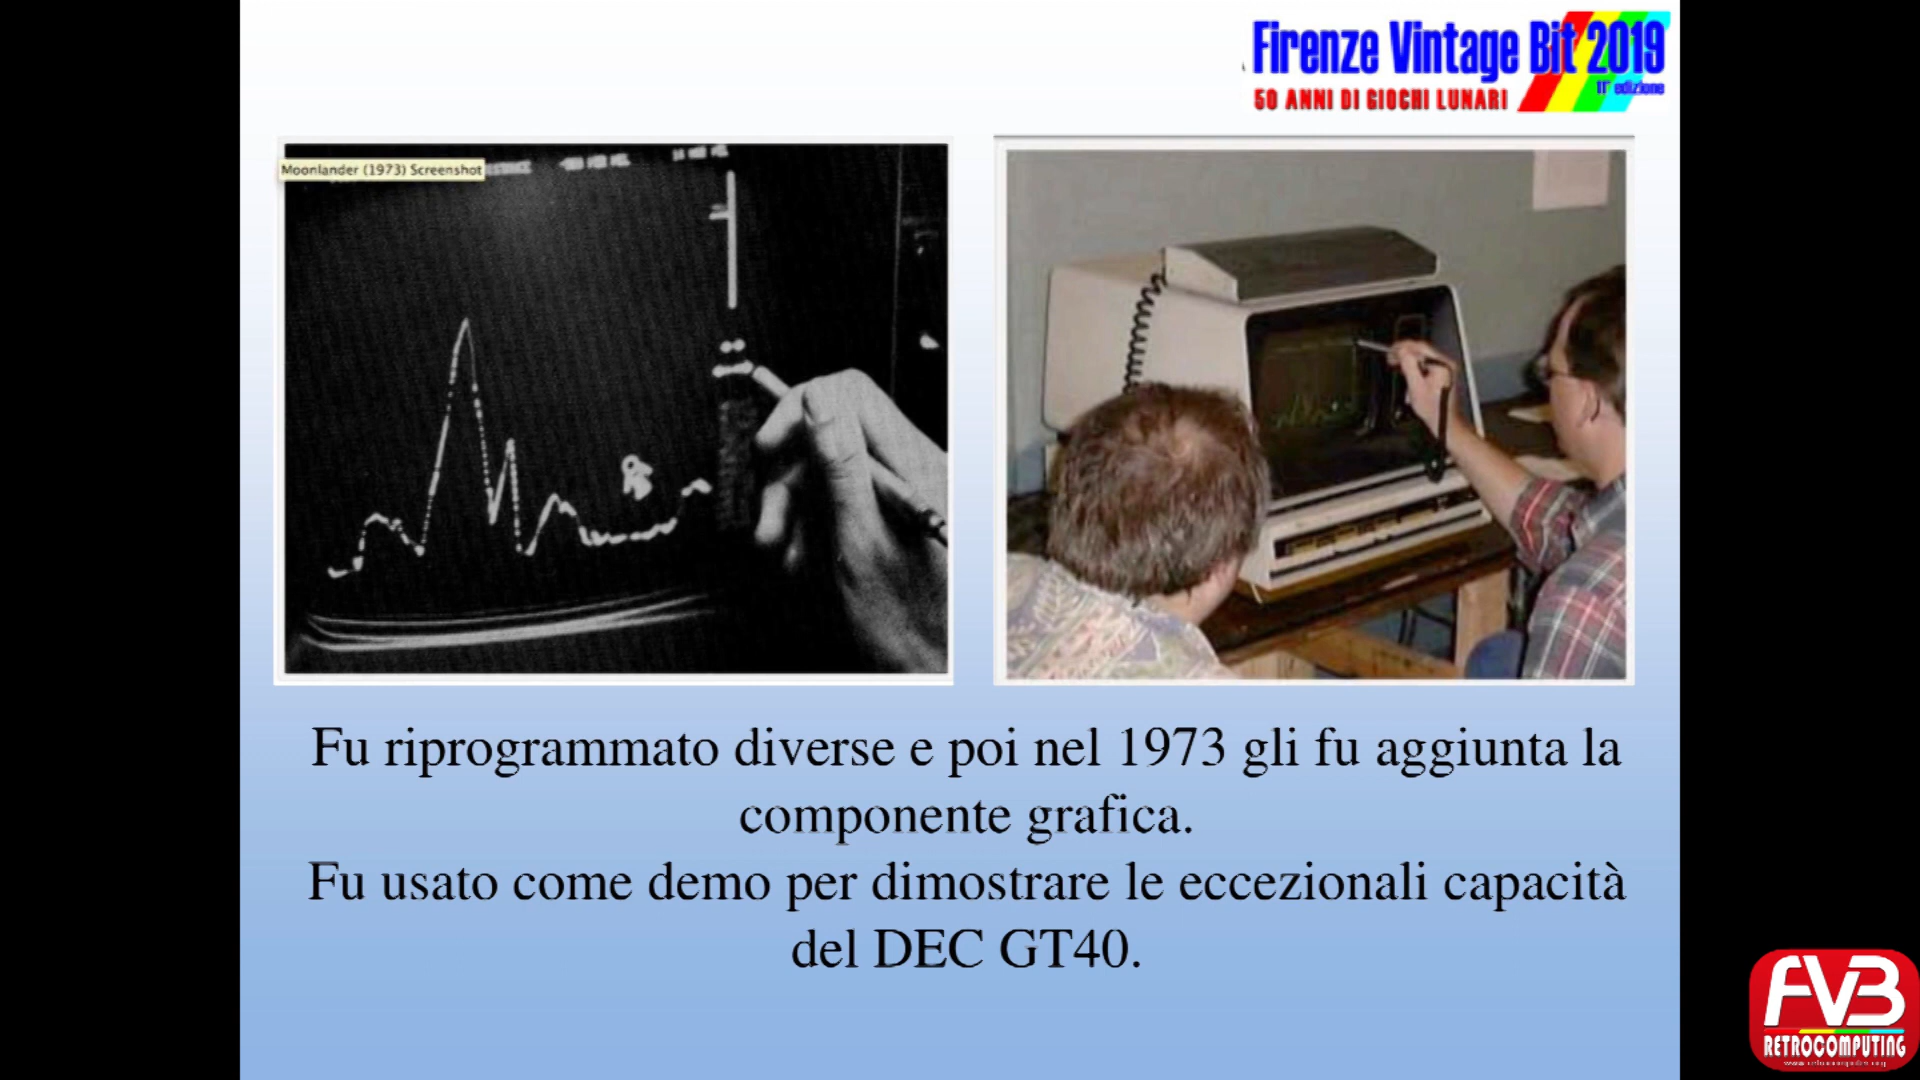 Firenze Vintage Bit 2019
11° edizione
50 ANNI DI GIOCHI LUNARI
Moonlander (1973) Screenshot
Fu riprogrammato diverse e poi nel 1973 gli fu aggiunta la
componente grafica.
Fu usato come demo per dimostrare le eccezionali capacità
del DEC GT40.
FVB
RETROCOMPUTING